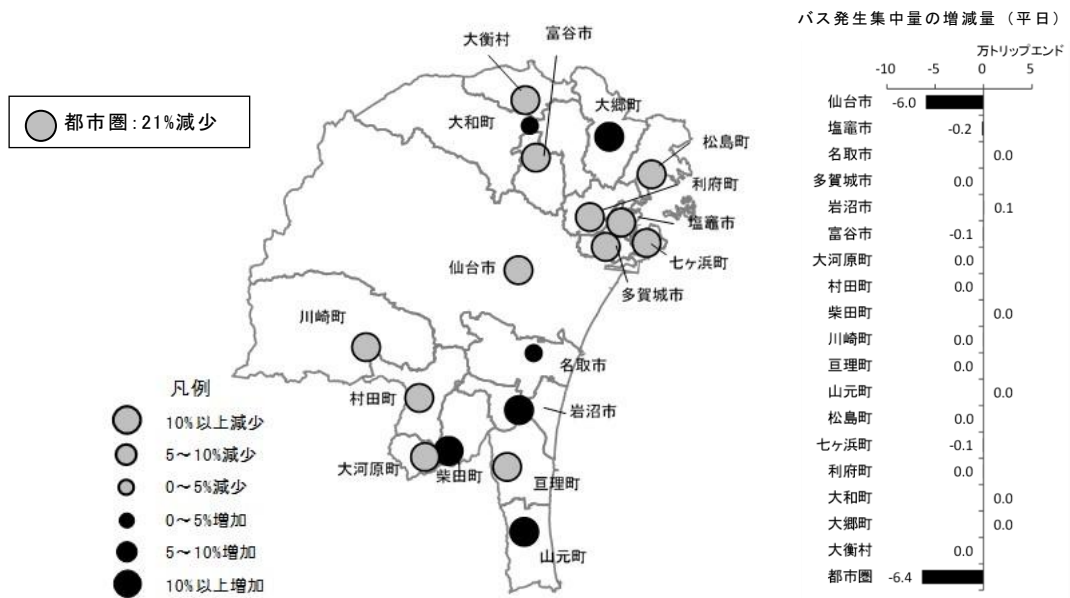 バス発生集中量の増減量（平日）
万トリップエンド
-10 -5 0 5
都市圏：21%減少
大衡村
富谷市
大和町
大郷町
松島町
利府町
塩竈市
七ヶ浜町
多賀城市
仙台市
川崎町
名取市
村田町
岩沼市
大河原町
柴田町
亘理町
山元町
凡例
10%以上減少
5～10%減少
0～5%減少
0～5%増加
5～10%増加
10%以上増加
仙台市 -6.0
塩竈市 -0.2
名取市 0.0
多賀城市 0.0
岩沼市 0.1
富谷市 -0.1
大河原町 0.0
村田町 0.0
柴田町 0.0
川崎町 0.0
亘理町 0.0
山元町 0.0
松島町 0.0
七ヶ浜町 -0.1
利府町 0.0
大和町 0.0
大郷町 0.0
大衡村 0.0
都市圏 -6.4